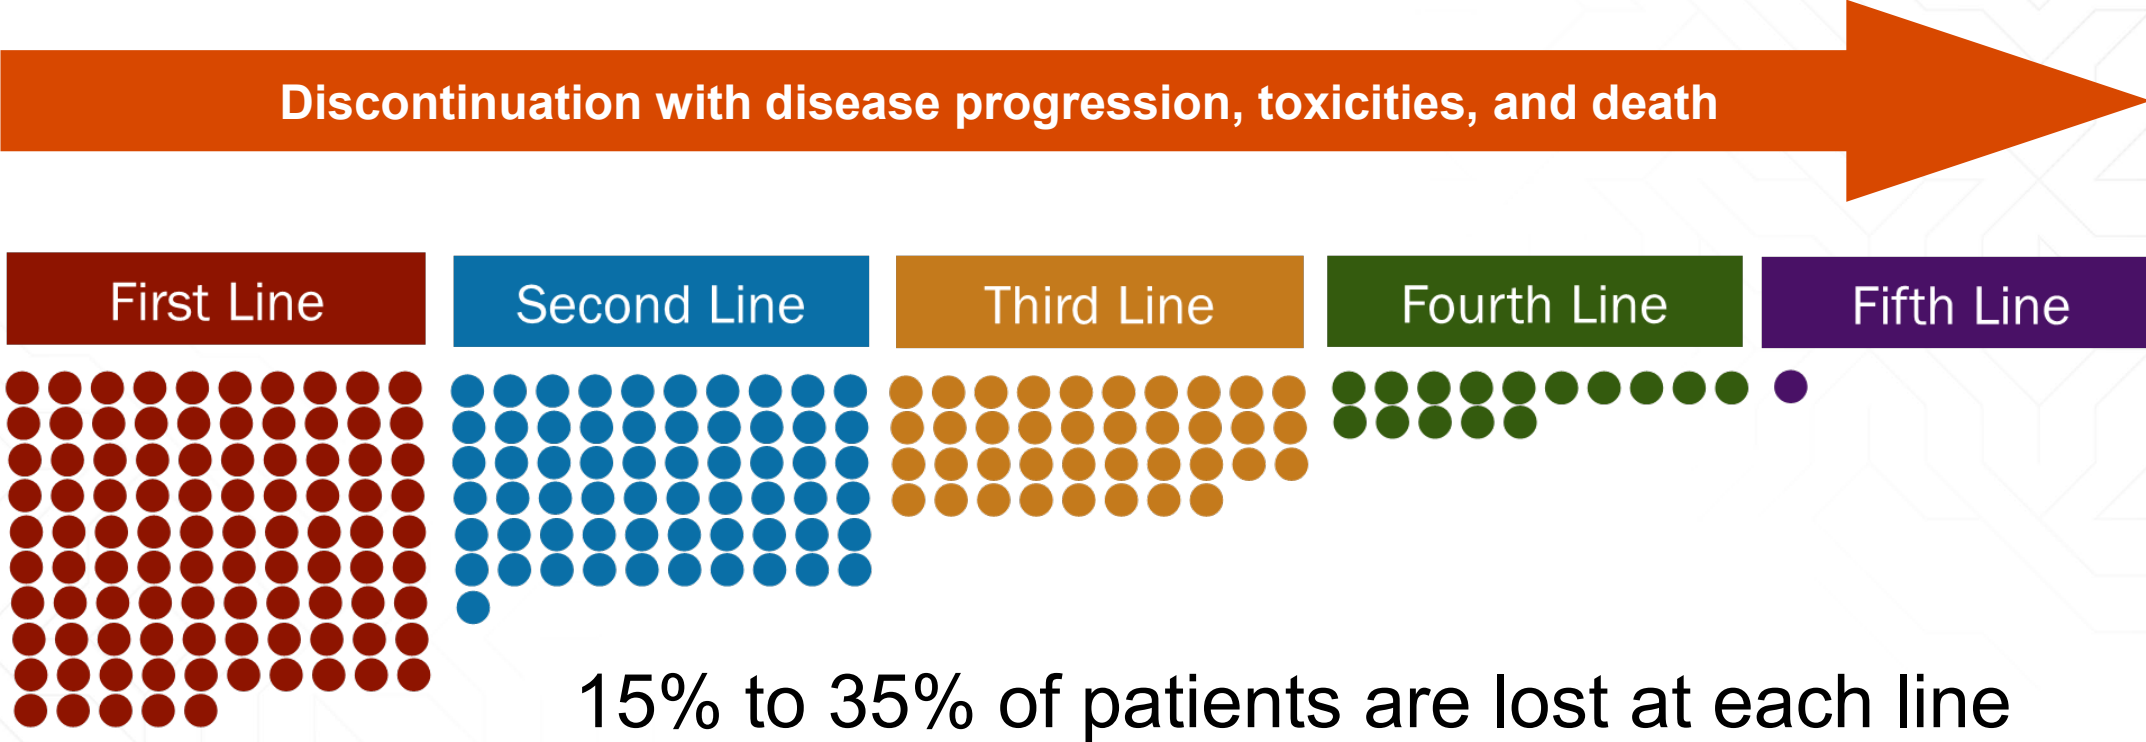 Discontinuation with disease progression, toxicities, and death
First Line
Second Line
Third Line
Fourth Line
Fifth Line
15% to 35% of patients are lost at each line